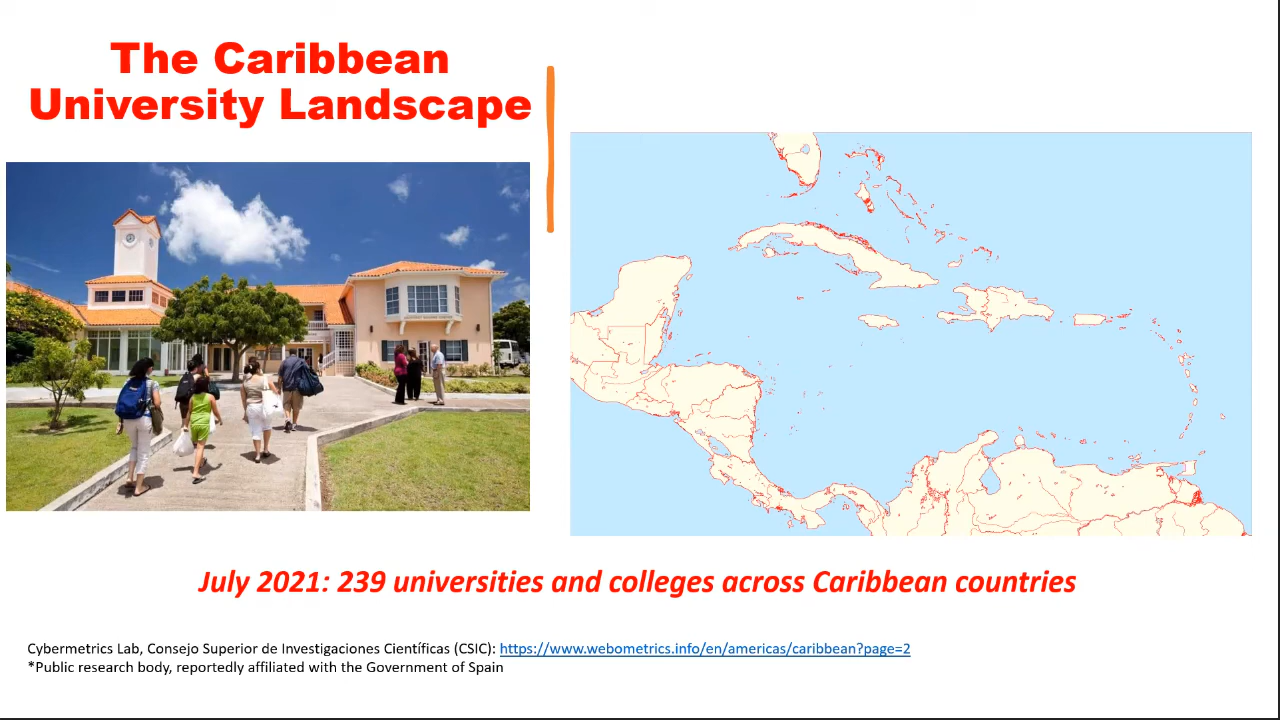 The Caribbean
University Landscape
July 2021: 239 universities and colleges across Caribbean countries
Cybermetrics Lab, Consejo Superior de Investigaciones Científicas (CSIC): https://www.webometrics.info/en/americas/caribbean?page=2
*Public research body, reportedly affiliated with the Government of Spain